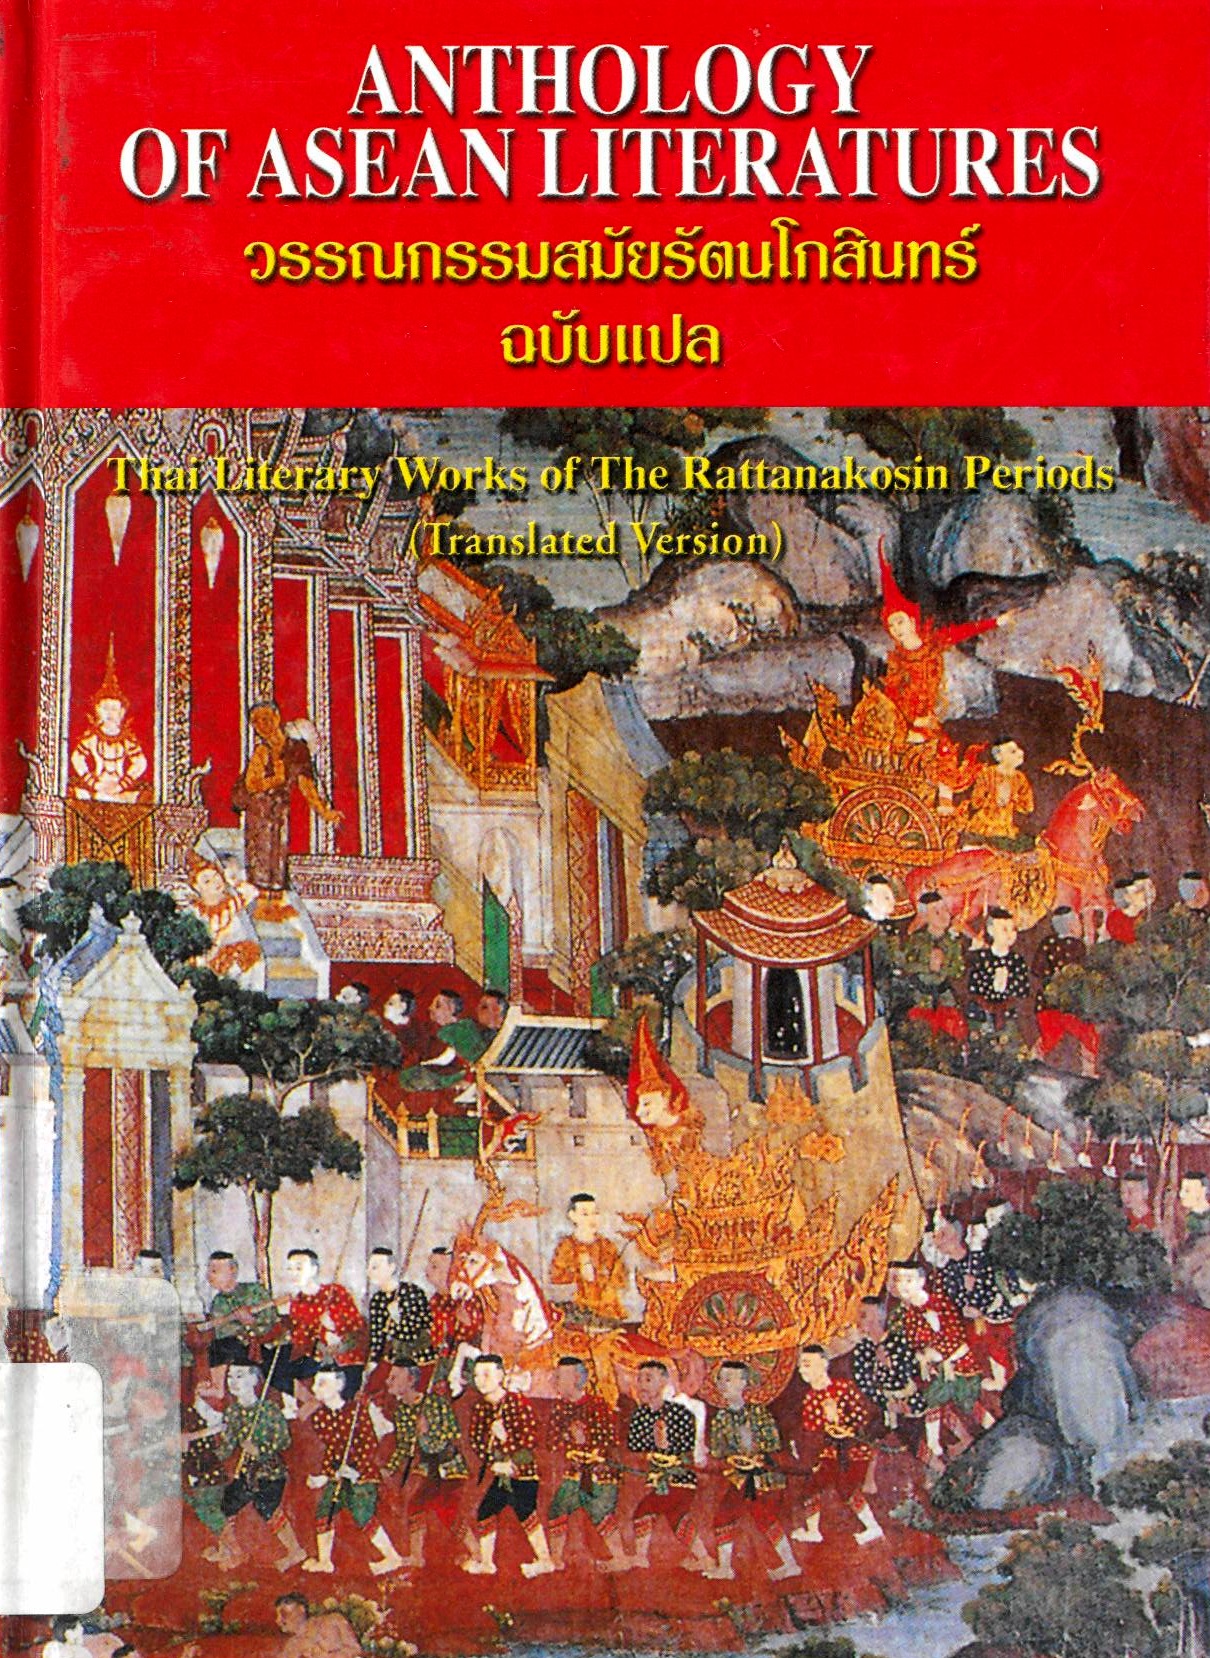 ANTHOLOGY
OF ASEAN LITERATURES
วรรณกรรมสมัยรัตนโกสินทร์
ฉบับแปล
Thai Literary Works of The Rattanakosin Periods
(Translated Version)